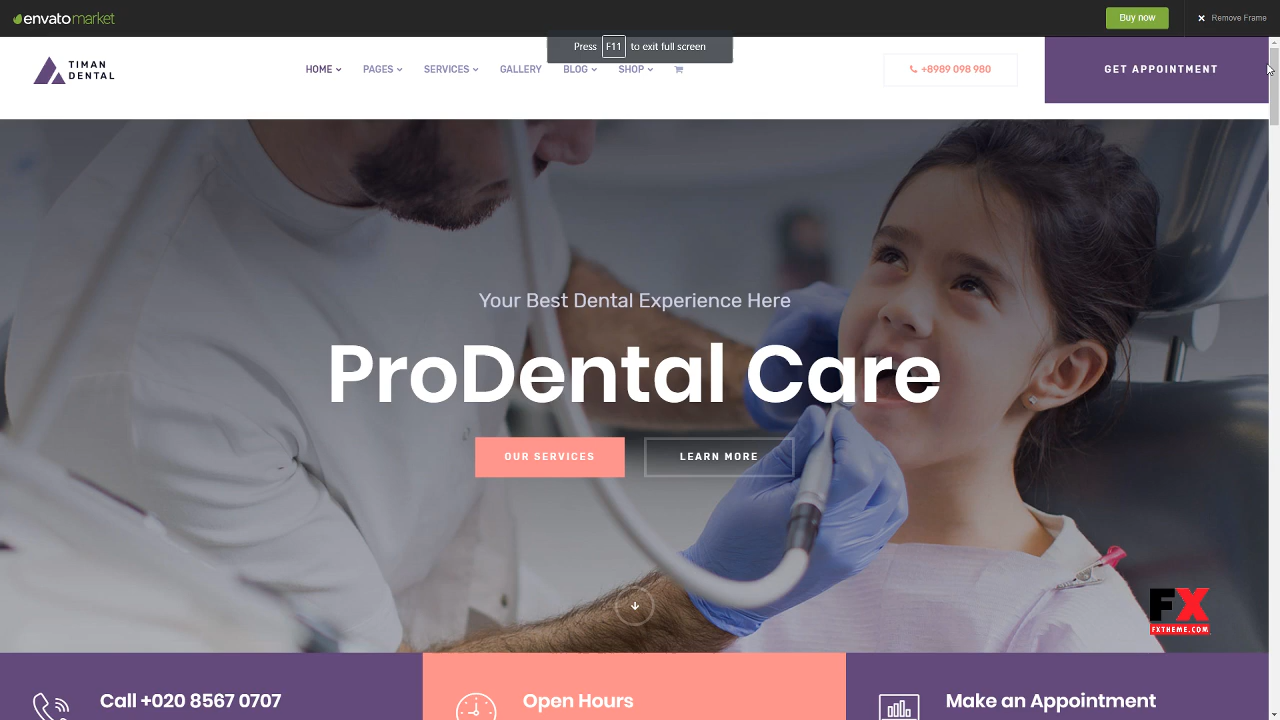 envato market
Buy now
Remove Frame
Press F11 to exit full screen
TIMAN
DENTAL
HOME
PAGES
SERVICES
GALLERY
BLOG
SHOP
+8989 098 980
GET APPOINTMENT
Your Best Dental Experience Here
ProDental Care
OUR SERVICES
LEARN MORE
FX
FXTHEME.COM
Call +020 8567 0707
Open Hours
Make an Appointment